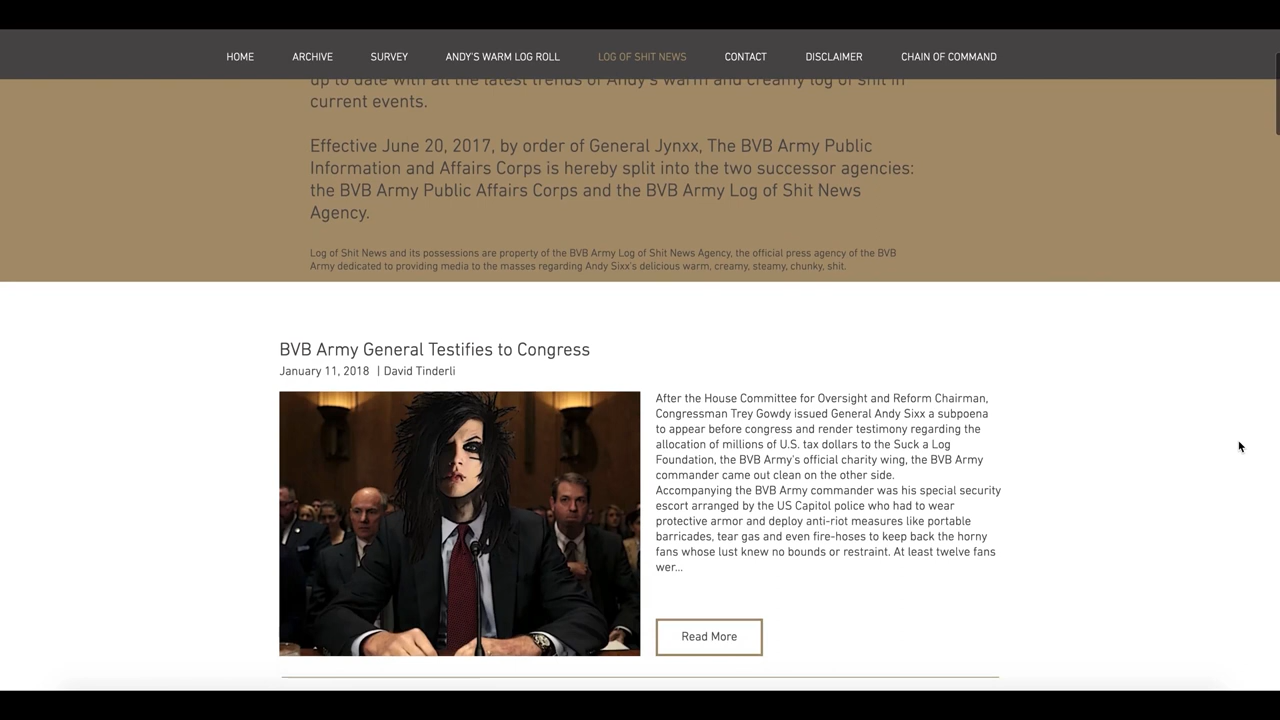 HOME ARCHIVE SURVEY ANDY'S WARM LOG ROLL LOG OF SHIT NEWS CONTACT DISCLAIMER CHAIN OF COMMAND
up to date with all the latest trends of Andy's warm and creamy log of shit in
current events.
Effective June 20, 2017, by order of General Jynxx, The BVB Army Public
Information and Affairs Corps is hereby split into the two successor agencies:
the BVB Army Public Affairs Corps and the BVB Army Log of Shit News
Agency.
Log of Shit News and its possessions are property of the BVB Army Log of Shit News Agency, the official press agency of the BVB
Army dedicated to providing media to the masses regarding Andy Sixx's delicious warm, creamy, steamy, chunky, shit.
BVB Army General Testifies to Congress
January 11, 2018 | David Tinderli
After the House Committee for Oversight and Reform Chairman,
Congressman Trey Gowdy issued General Andy Sixx a subpoena
to appear before congress and render testimony regarding the
allocation of millions of U.S. tax dollars to the Suck a Log
Foundation, the BVB Army's official charity wing, the BVB Army
commander came out clean on the other side.
Accompanying the BVB Army commander was his special security
escort arranged by the US Capitol police who had to wear
protective armor and deploy anti-riot measures like portable
barricades, tear gas and even fire-hoses to keep back the horny
fans whose lust knew no bounds or restraint. At least twelve fans
wer...
Read More